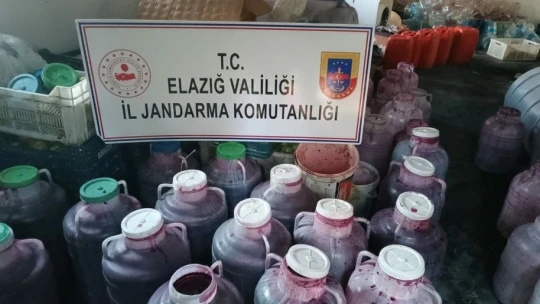 T.C.
ELAZIĞ VALİLİĞİ
İL JANDARMA KOMUTANLIĞI